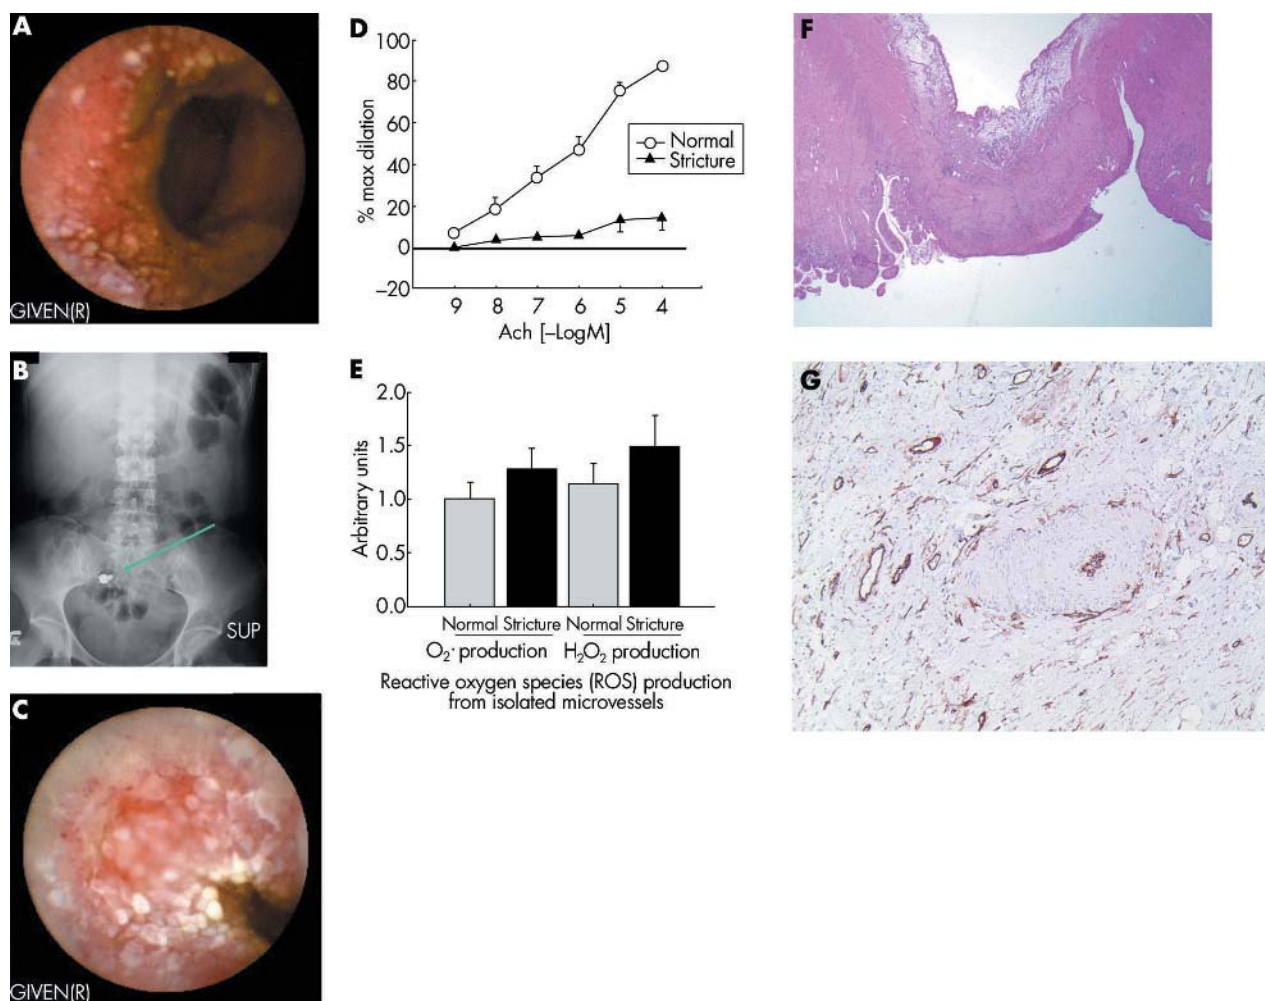 A
GIVEN(R)
B
SUP
C
GIVEN(R)
D
% max dilation
100
80
60
40
20
0
−20
Normal
Stricture
9 8 7 6 5 4
Ach [–LogM]
E
Arbitrary units
2.0
1.5
1.0
0.5
0.0
Normal Stricture Normal Stricture
O₂· production H₂O₂ production
Reactive oxygen species (ROS) production
from isolated microvessels
F
G